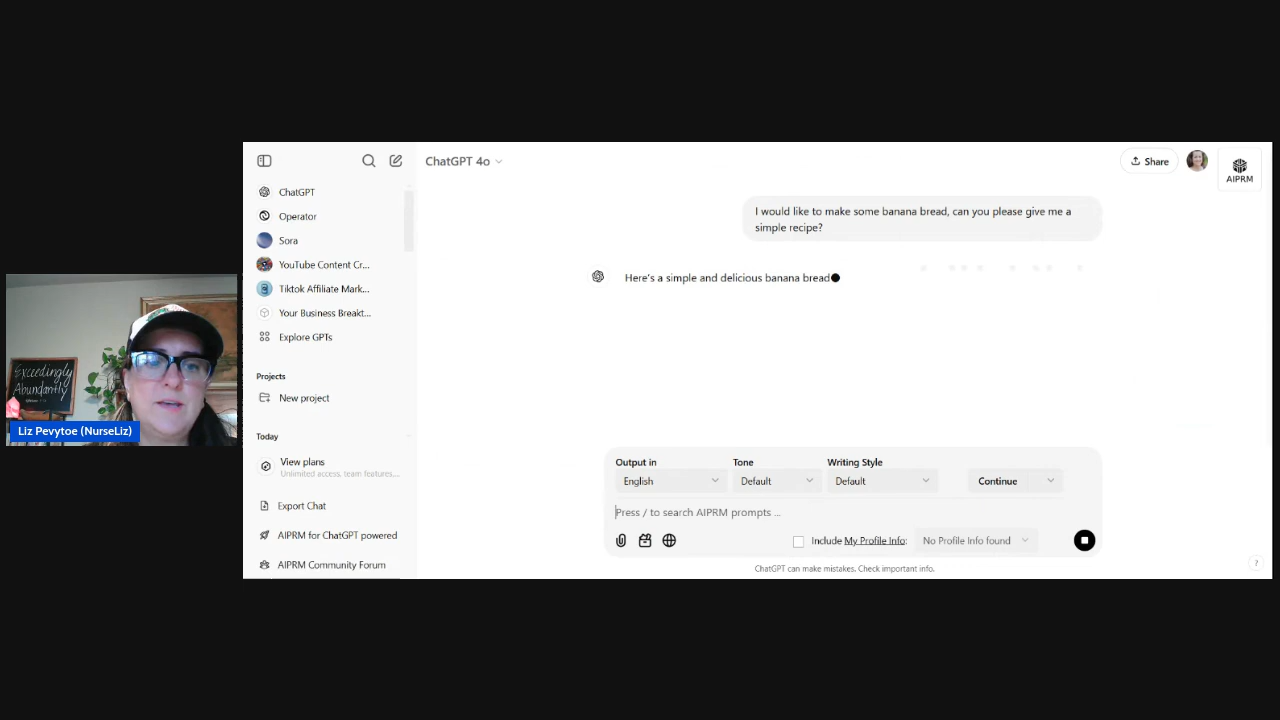 Exceedingly
Abundantly
Liz Pevytoe (NurseLiz)
ChatGPT
Operator
Sora
YouTube Content Cr...
Tiktok Affiliate Mark...
Your Business Breakt...
Explore GPTs
Projects
New project
Today
View plans
Unlimited access, team features,...
Export Chat
AIPRM for ChatGPT powered
AIPRM Community Forum
ChatGPT 4o
Share
AIPRM
I would like to make some banana bread, can you please give me a
simple recipe?
Here's a simple and delicious banana bread
Output in
Tone
Writing Style
English
Default
Default
Continue
Press / to search AIPRM prompts ...
Include My Profile Info:
No Profile Info found
ChatGPT can make mistakes. Check important info.
?